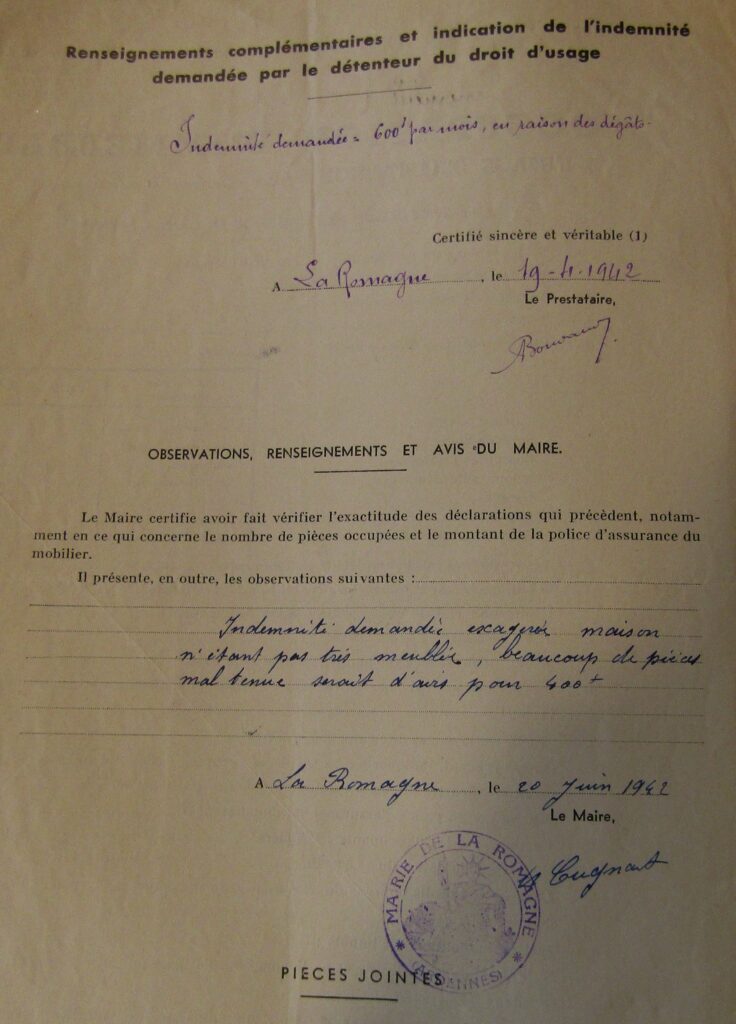 Renseignements complémentaires et indication de l'indemnité
demandée par le détenteur du droit d'usage
Indemnité demandée = 600f par mois, en raison des dégâts.
Certifié sincère et véritable (1)
A La Romagne, le 19-4-1942
Le Prestataire,
OBSERVATIONS, RENSEIGNEMENTS ET AVIS DU MAIRE.
Le Maire certifie avoir fait vérifier l'exactitude des déclarations qui précèdent, notam-
ment en ce qui concerne le nombre de pièces occupées et le montant de la police d'assurance du
mobilier.
Il présente, en outre, les observations suivantes :
Indemnité demandée exagerée maison
n'étant pas très meublée, beaucoup de pièces
mal tenue serait d'avis pour 400f
A La Romagne, le 20 Juin 1942
Le Maire,
Cugnart
MAIRIE DE LA ROMAGNE
(ARDENNES)
PIECES JOINTES